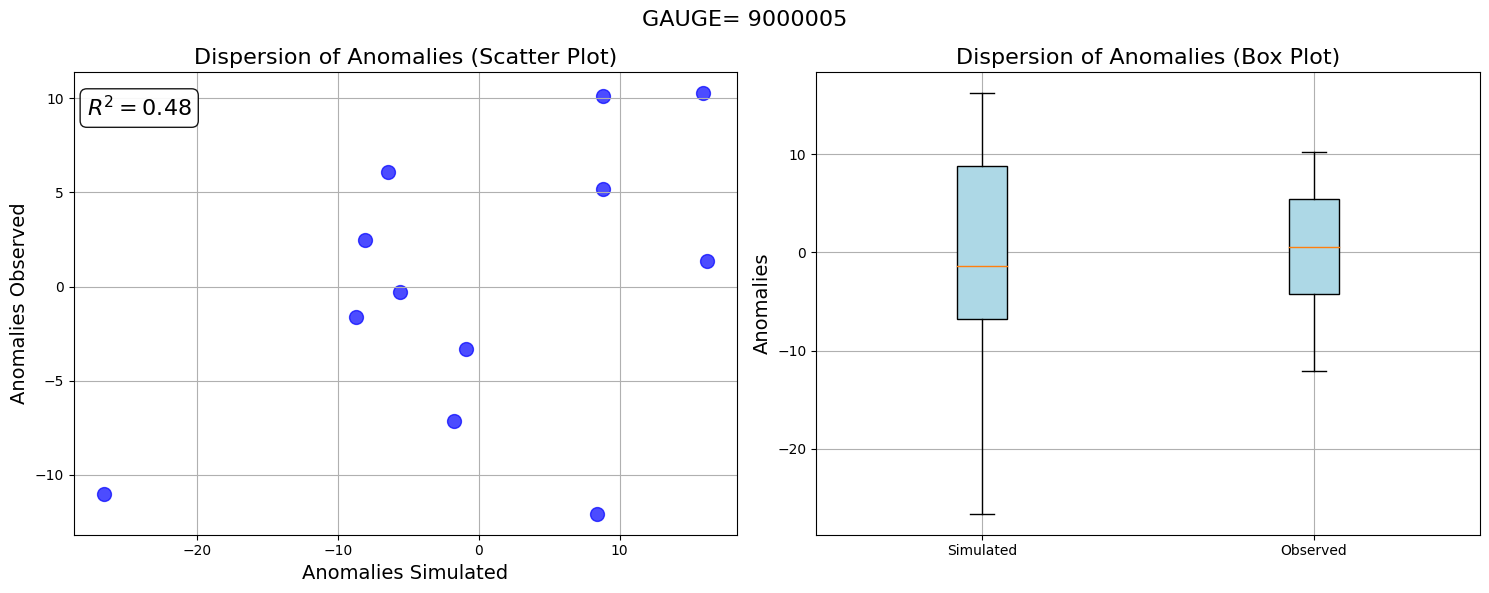 GAUGE= 9000005
Dispersion of Anomalies (Scatter Plot)
R² = 0.48
10
5
0
−5
−10
Anomalies Observed
−20
−10
0
10
Anomalies Simulated
Dispersion of Anomalies (Box Plot)
10
0
−10
−20
Anomalies
Simulated
Observed